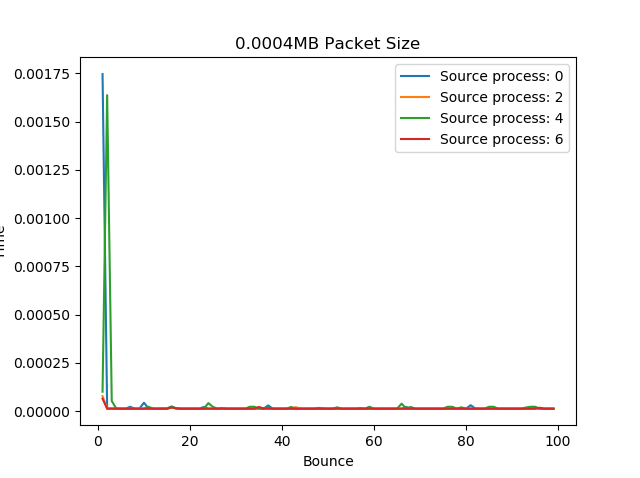 0.0004MB Packet Size
0.00175
0.00150
0.00125
0.00100
0.00075
0.00050
0.00025
0.00000
Source process: 0
Source process: 2
Source process: 4
Source process: 6
0 20 40 60 80 100
Bounce